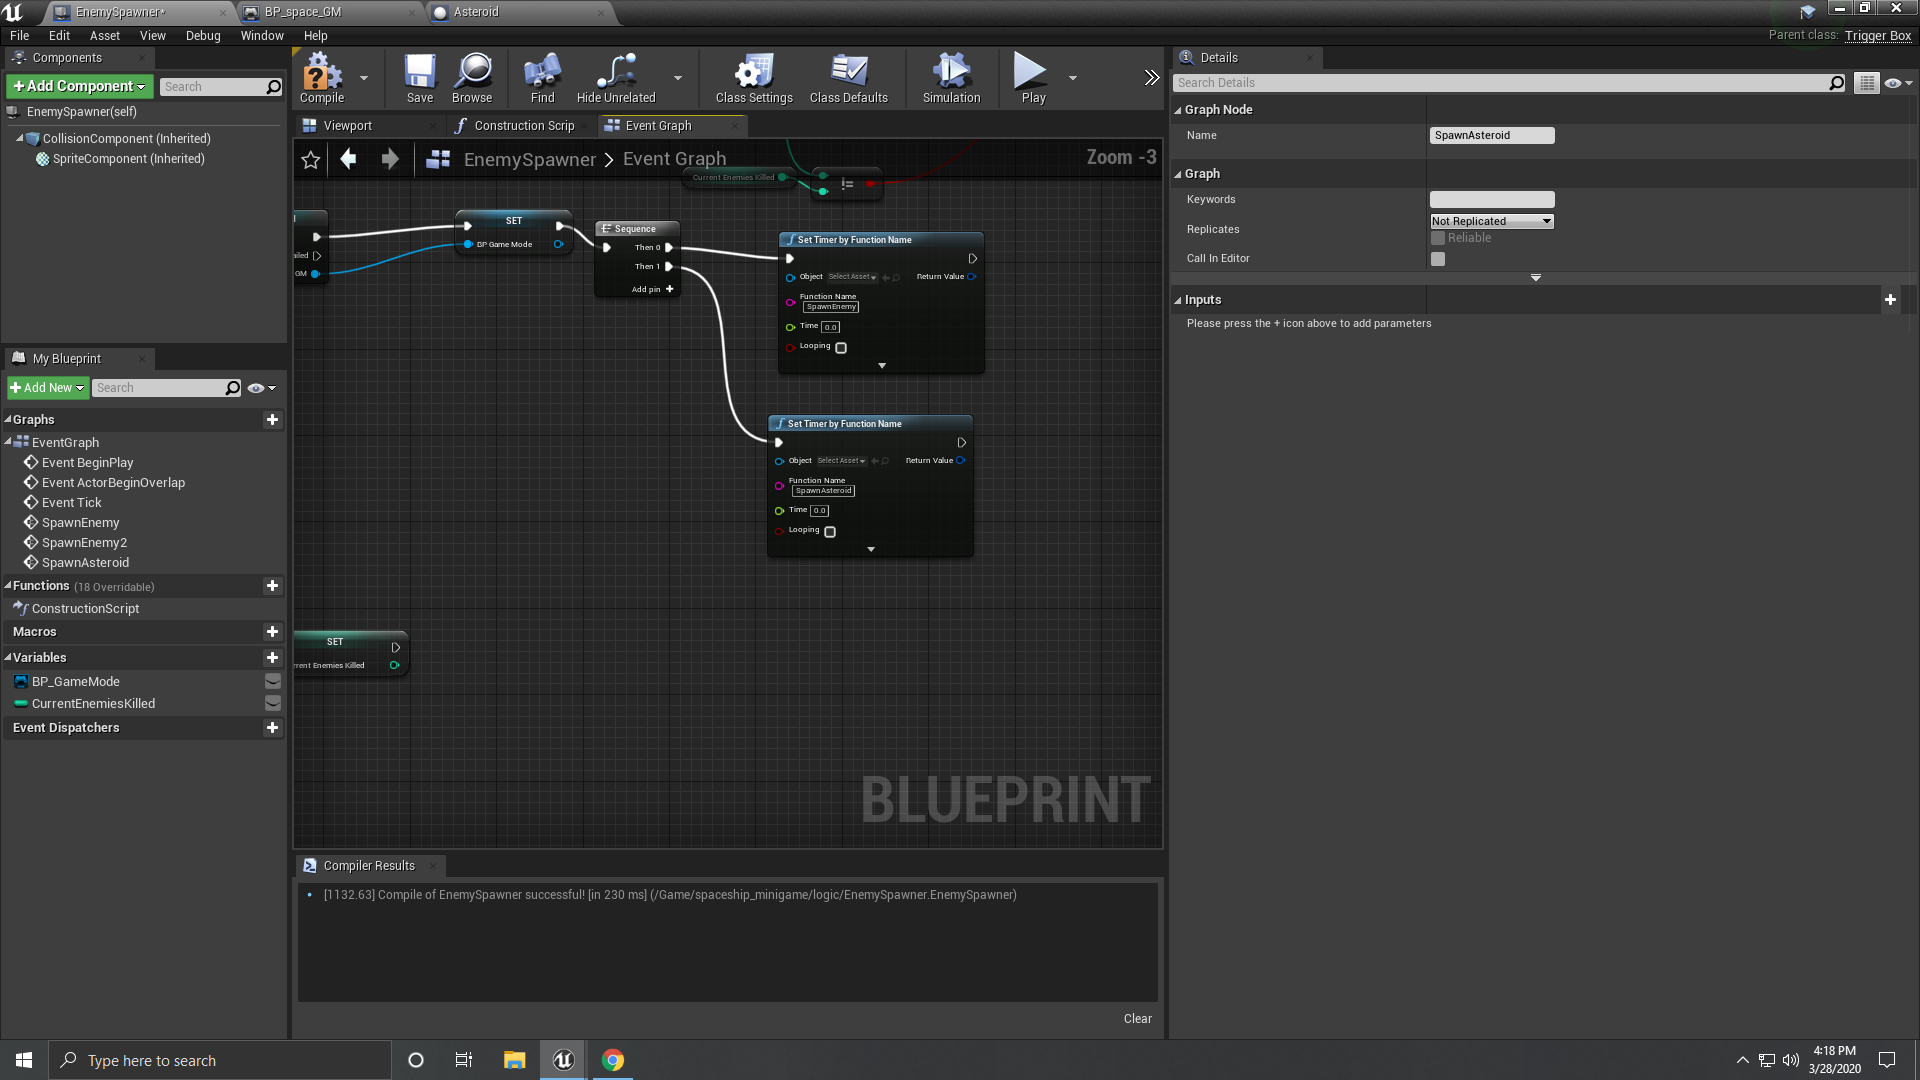 EnemySpawner*
BP_space_GM
Asteroid
File Edit Asset View Debug Window Help
Parent class: Trigger Box
Components
+Add Component
Search
EnemySpawner(self)
CollisionComponent (Inherited)
SpriteComponent (Inherited)
My Blueprint
+Add New
Search
Graphs
EventGraph
Event BeginPlay
Event ActorBeginOverlap
Event Tick
SpawnEnemy
SpawnEnemy2
SpawnAsteroid
Functions (18 Overridable)
ConstructionScript
Macros
Variables
BP_GameMode
CurrentEnemiesKilled
Event Dispatchers
Compile
Save
Browse
Find
Hide Unrelated
Class Settings
Class Defaults
Simulation
Play
Viewport
Construction Scrip
Event Graph
EnemySpawner > Event Graph
Zoom -3
Current Enemies Killed
!=
ailed
GM
SET
BP Game Mode
Sequence
Then 0
Then 1
Add pin +
Set Timer by Function Name
Object Select Asset
Return Value
Function Name
SpawnEnemy
Time 0.0
Looping
Set Timer by Function Name
Object Select Asset
Return Value
Function Name
SpawnAsteroid
Time 0.0
Looping
SET
rrent Enemies Killed
BLUEPRINT
Compiler Results
[1132.63] Compile of EnemySpawner successful! [in 230 ms] (/Game/spaceship_minigame/logic/EnemySpawner.EnemySpawner)
Clear
Details
Search Details
Graph Node
Name SpawnAsteroid
Graph
Keywords
Replicates Not Replicated
Reliable
Call In Editor
Inputs
Please press the + icon above to add parameters
Type here to search
4:18 PM
3/28/2020